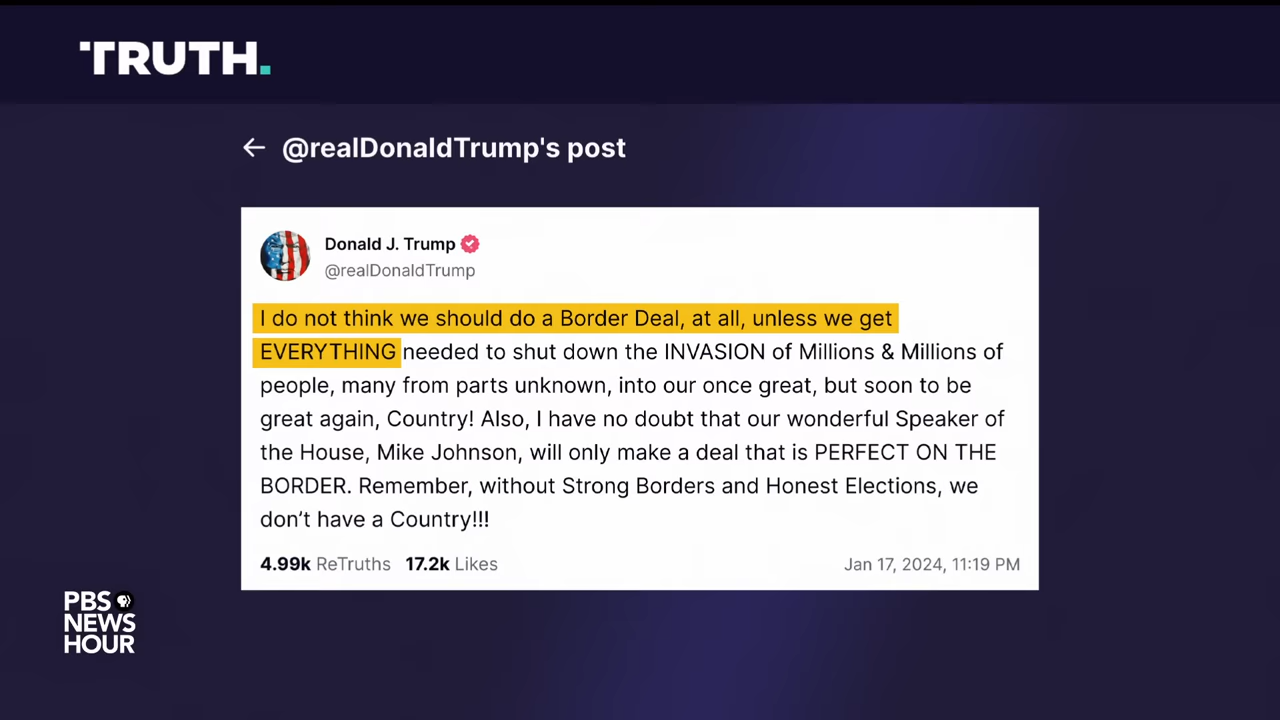 TRUTH.
← @realDonaldTrump's post
Donald J. Trump
@realDonaldTrump
I do not think we should do a Border Deal, at all, unless we get
EVERYTHING needed to shut down the INVASION of Millions & Millions of
people, many from parts unknown, into our once great, but soon to be
great again, Country! Also, I have no doubt that our wonderful Speaker of
the House, Mike Johnson, will only make a deal that is PERFECT ON THE
BORDER. Remember, without Strong Borders and Honest Elections, we
don’t have a Country!!!
4.99k ReTruths 17.2k Likes Jan 17, 2024, 11:19 PM
PBS
NEWS
HOUR